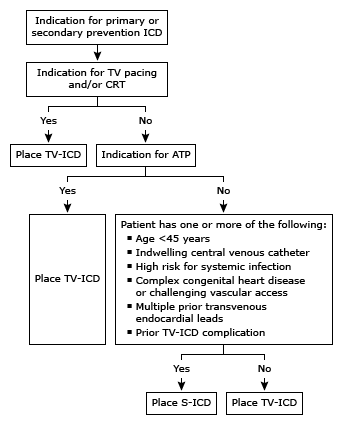 Indication for primary or
secondary prevention ICD
Indication for TV pacing
and/or CRT
Yes
No
Place TV-ICD
Indication for ATP
Yes
No
Place TV-ICD
Patient has one or more of the following:
▪ Age <45 years
▪ Indwelling central venous catheter
▪ High risk for systemic infection
▪ Complex congenital heart disease
or challenging vascular access
▪ Multiple prior transvenous
endocardial leads
▪ Prior TV-ICD complication
Yes
No
Place S-ICD
Place TV-ICD